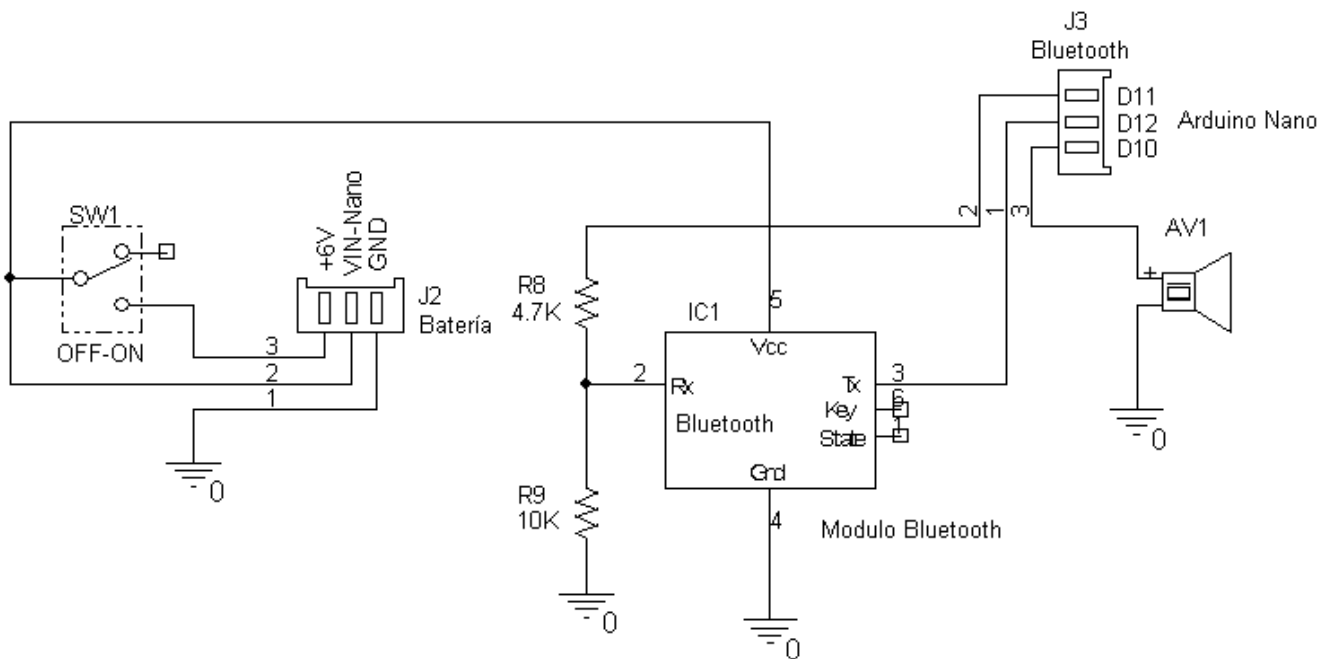 J3
Bluetooth
D11
D12
D10
Arduino Nano
2
1
3
SW1
OFF-ON
+6V
VIN-Nano
GND
J2
Batería
3
2
1
0
R8
4.7K
R9
10K
0
IC1
5
Vcc
2
Rx
Tx
3
Key
6
State
1
Bluetooth
Gnd
4
Modulo Bluetooth
0
AV1
+
0